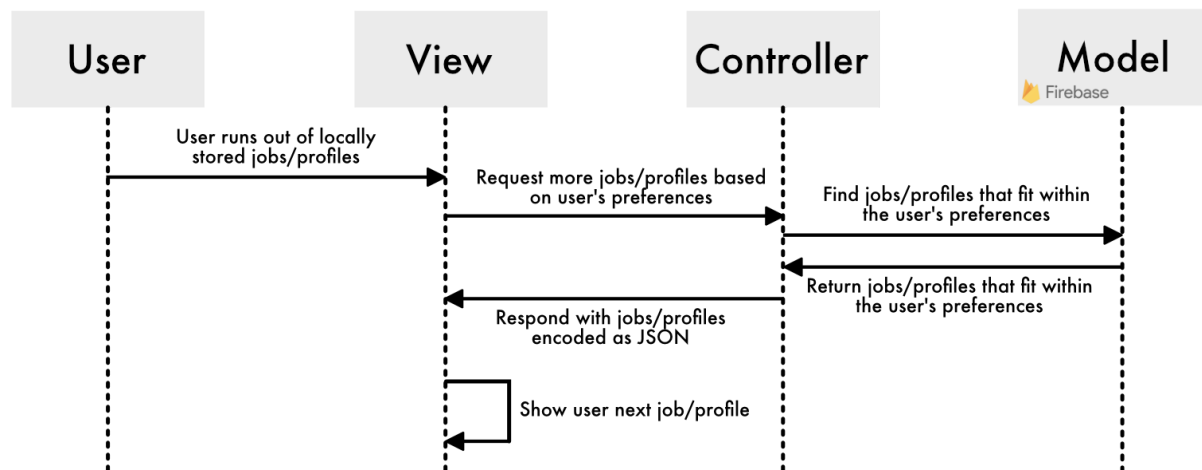 User
View
Controller
Model
Firebase
User runs out of locally
stored jobs/profiles
Request more jobs/profiles based
on user's preferences
Find jobs/profiles that fit within
the user's preferences
Return jobs/profiles that fit within
the user's preferences
Respond with jobs/profiles
encoded as JSON
Show user next job/profile